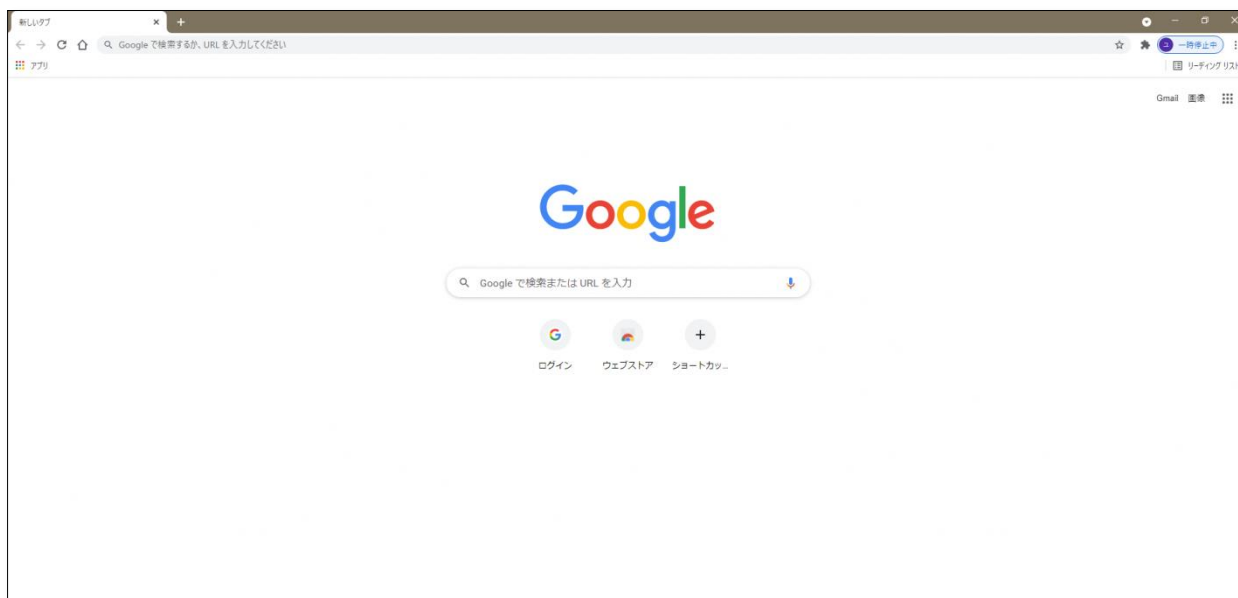 新しいタブ
Google で検索するか、URL を入力してください
一時停止中
アプリ
リーディング リスト
Gmail 画像
Google
Google で検索または URL を入力
ログイン ウェブストア ショートカッ...